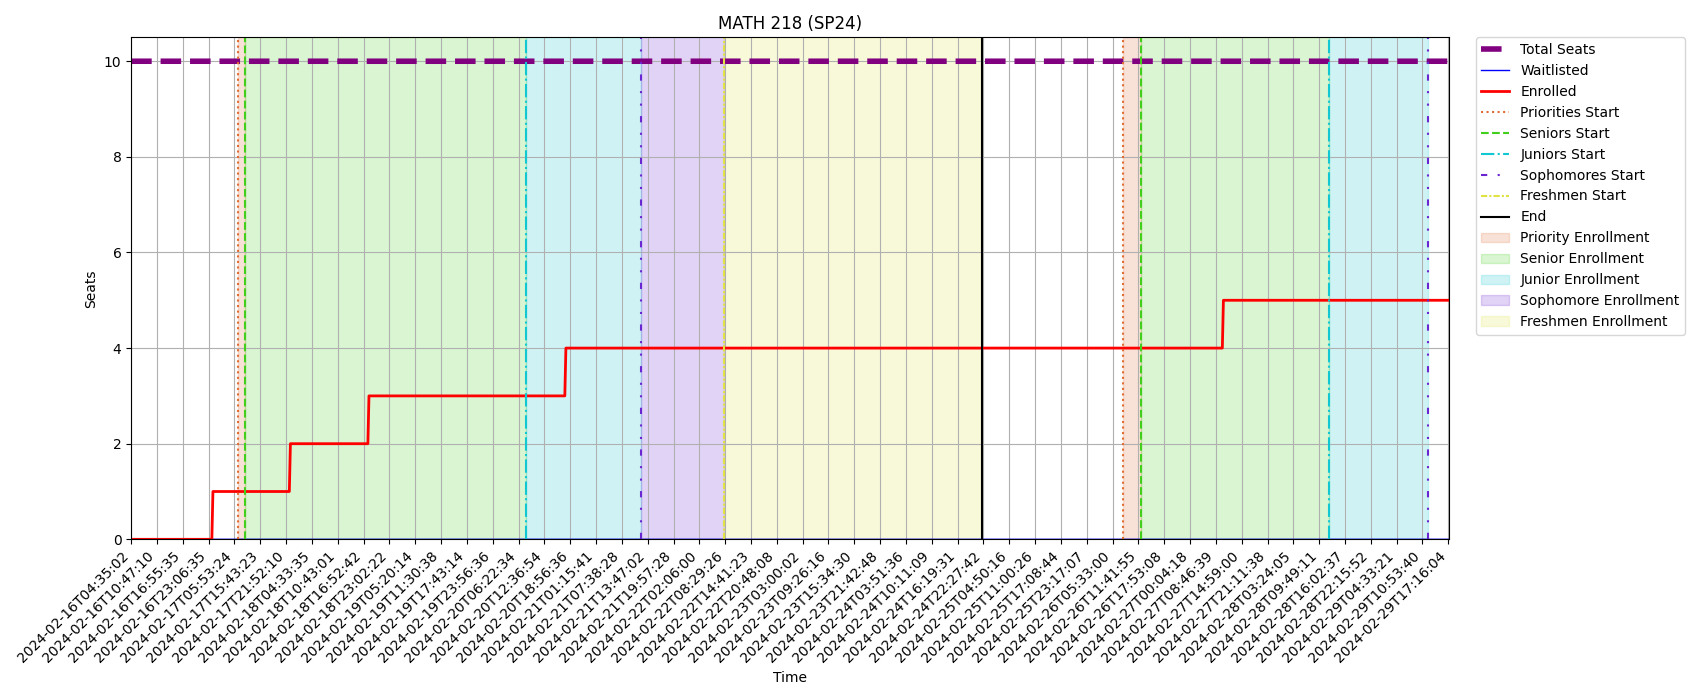 MATH 218 (SP24)
Seats
10
8
6
4
2
0
2024-02-16T04:35:02
2024-02-16T10:47:10
2024-02-16T16:55:35
2024-02-16T23:06:35
2024-02-17T05:53:24
2024-02-17T15:43:23
2024-02-17T21:52:10
2024-02-18T04:33:35
2024-02-18T10:43:01
2024-02-18T16:52:42
2024-02-18T23:02:22
2024-02-19T05:20:14
2024-02-19T11:30:38
2024-02-19T17:43:14
2024-02-19T23:56:36
2024-02-20T06:22:34
2024-02-20T12:36:54
2024-02-20T18:56:36
2024-02-21T01:15:41
2024-02-21T07:38:28
2024-02-21T13:47:02
2024-02-21T19:57:28
2024-02-22T02:06:00
2024-02-22T08:29:26
2024-02-22T14:41:23
2024-02-22T20:48:08
2024-02-23T03:00:02
2024-02-23T09:26:16
2024-02-23T15:34:30
2024-02-23T21:42:48
2024-02-24T03:51:36
2024-02-24T10:11:09
2024-02-24T16:19:31
2024-02-24T22:27:42
2024-02-25T04:50:16
2024-02-25T11:00:26
2024-02-25T17:08:44
2024-02-25T23:17:07
2024-02-26T05:33:00
2024-02-26T11:41:55
2024-02-26T17:53:08
2024-02-27T00:04:18
2024-02-27T08:46:39
2024-02-27T14:59:00
2024-02-27T21:11:38
2024-02-28T03:24:05
2024-02-28T09:49:11
2024-02-28T16:02:37
2024-02-28T22:15:52
2024-02-29T04:33:21
2024-02-29T10:53:40
2024-02-29T17:16:04
Time
Total Seats
Waitlisted
Enrolled
Priorities Start
Seniors Start
Juniors Start
Sophomores Start
Freshmen Start
End
Priority Enrollment
Senior Enrollment
Junior Enrollment
Sophomore Enrollment
Freshmen Enrollment